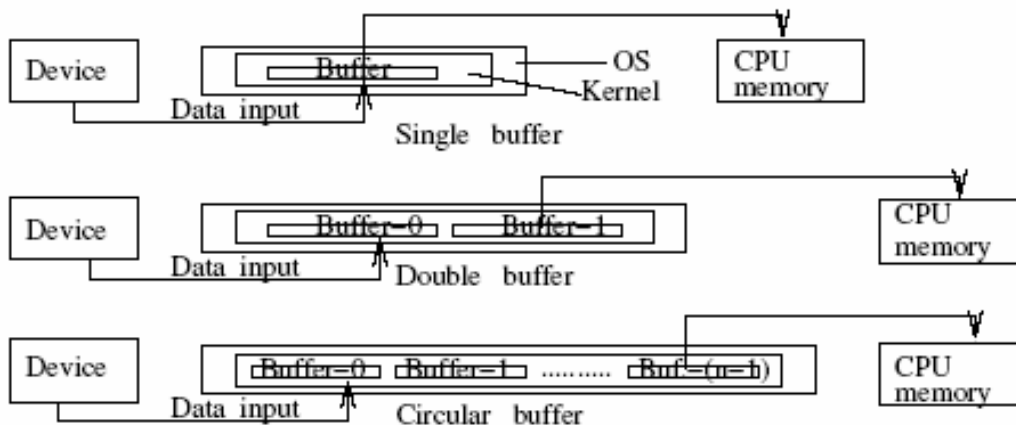 Device
Buffer
OS
Kernel
CPU
memory
Data input
Single buffer
Device
Buffer-0
Buffer-1
CPU
memory
Data input
Double buffer
Device
Buffer-0
Buffer-1
..........
Buf.-(n-1)
CPU
memory
Data input
Circular buffer